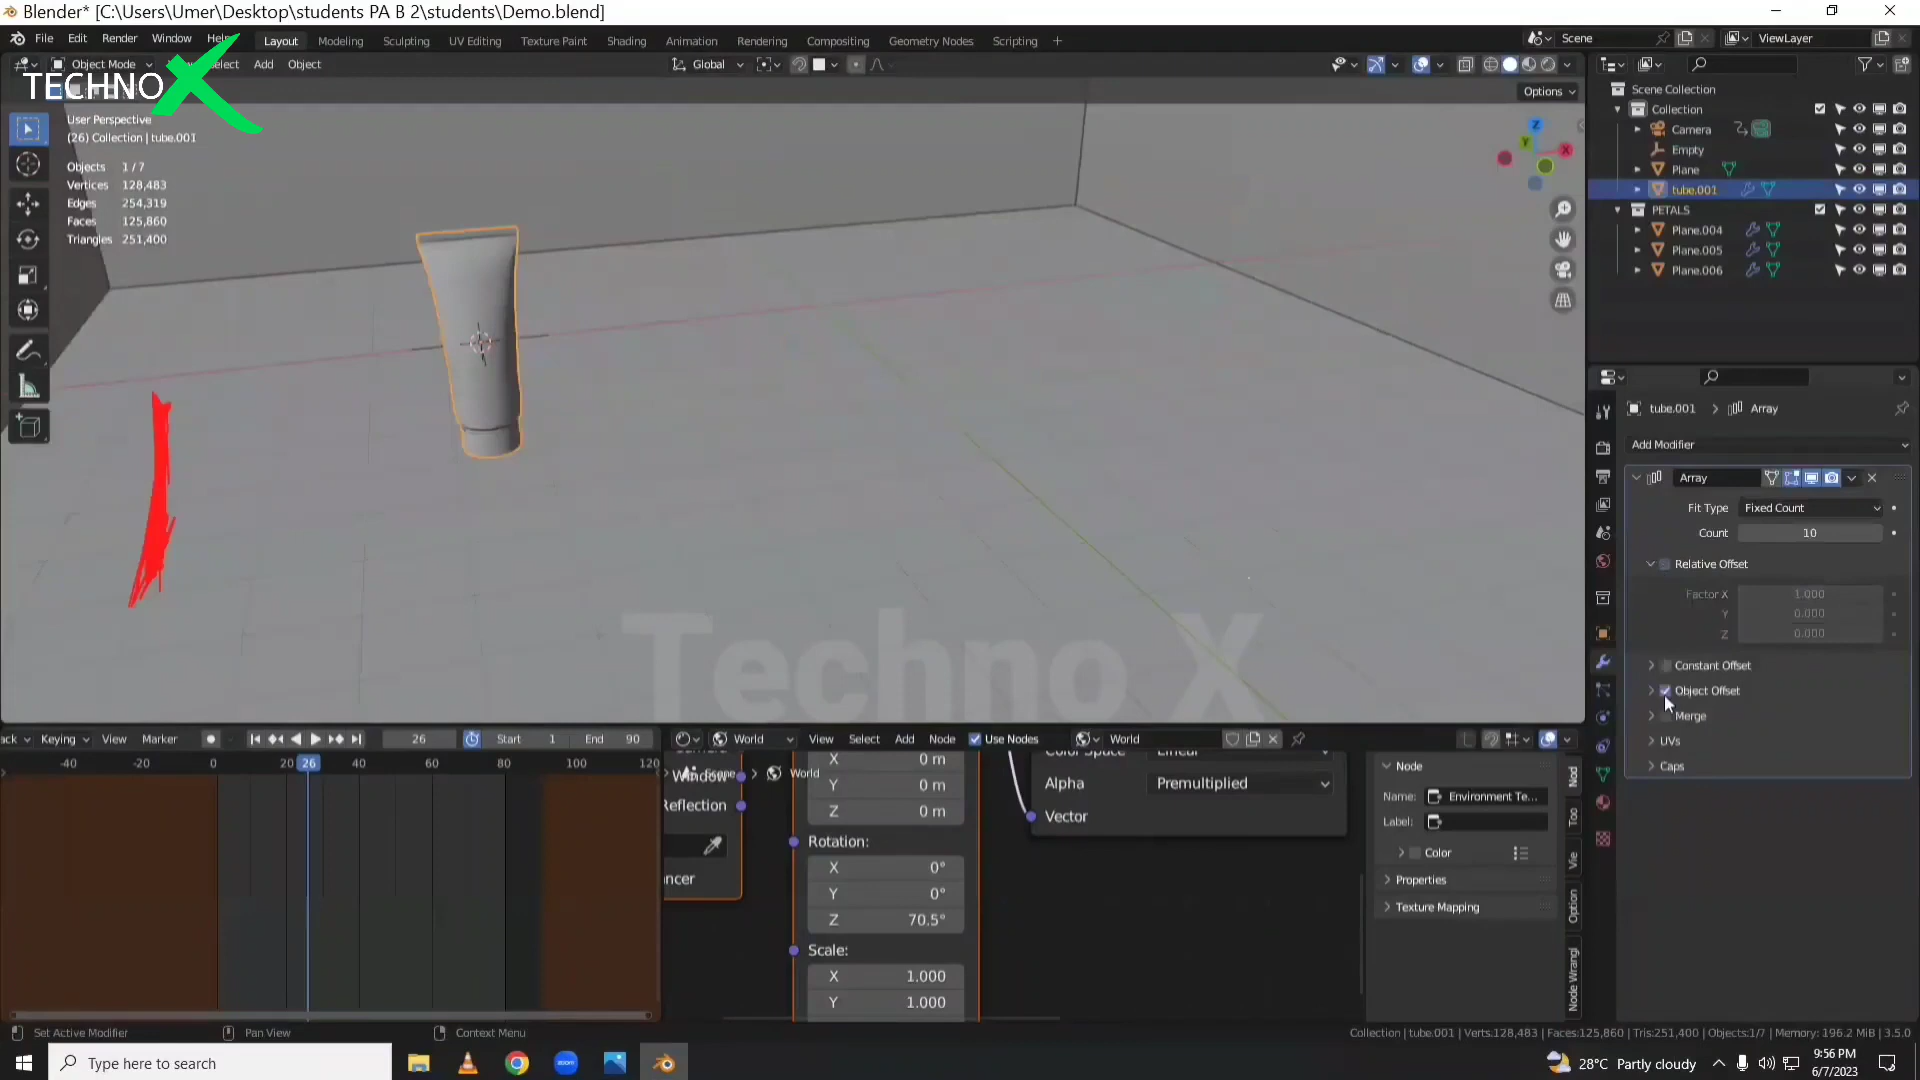 Blender* [C:\Users\Umer\Desktop\students PA B 2\students\Demo.blend]
File Edit Render Window Help Layout Modeling Sculpting UV Editing Texture Paint Shading Animation Rendering Compositing Geometry Nodes Scripting + Scene ViewLayer
Object Mode Select Add Object Global
TECHNO X
Options
User Perspective
(26) Collection | tube.001
Objects 1/7
Vertices 128,483
Edges 254,319
Faces 125,860
Triangles 251,400
Z
Y
X
Scene Collection
Collection
Camera
Empty
Plane
tube.001
PETALS
Plane.004
Plane.005
Plane.006
tube.001 > Array
Add Modifier
Array
Fit Type Fixed Count
Count 10
Relative Offset
Factor X 1.000
Y 0.000
Z 0.000
Constant Offset
Object Offset
Merge
UVs
Caps
Techno X
ack Keying View Marker 26 Start 1 End 90
-40 -20 0 20 26 40 60 80 100 120
World View Select Add Node Use Nodes World
Scene > World
Window
Reflection
ncer
X 0 m
Y 0 m
Z 0 m
Rotation:
X 0°
Y 0°
Z 70.5°
Scale:
X 1.000
Y 1.000
Color Space Linear
Alpha Premultiplied
Vector
Node
Name: Environment Te...
Label:
Color
Properties
Texture Mapping
Nod
Too
Vie
Option
Node Wrangl
Set Active Modifier Pan View Context Menu
Collection | tube.001 | Verts:128,483 | Faces:125,860 | Tris:251,400 | Objects:1/7 | Memory: 196.2 MiB | 3.5.0
Type here to search
zoom
28°C Partly cloudy
9:56 PM
6/7/2023